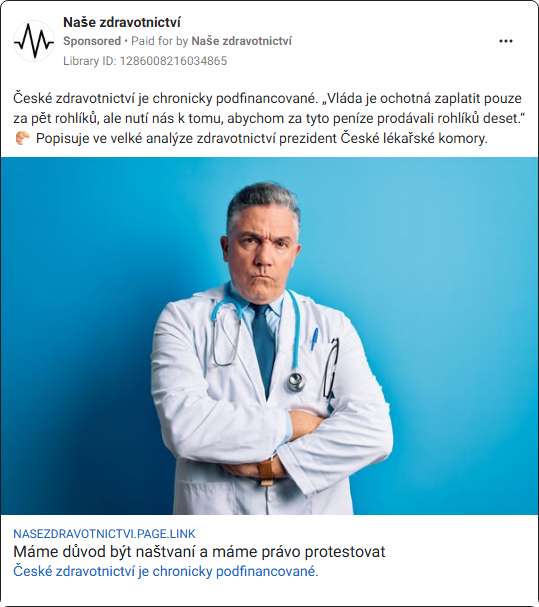 Naše zdravotnictví
Sponsored • Paid for by Naše zdravotnictví
Library ID: 1286008216034865
České zdravotnictví je chronicky podfinancované. „Vláda je ochotná zaplatit pouze
za pět rohlíků, ale nutí nás k tomu, abychom za tyto peníze prodávali rohlíků deset.“
🥐 Popisuje ve velké analýze zdravotnictví prezident České lékařské komory.
NASEZDRAVOTNICTVI.PAGE.LINK
Máme důvod být naštvaní a máme právo protestovat
České zdravotnictví je chronicky podfinancované.